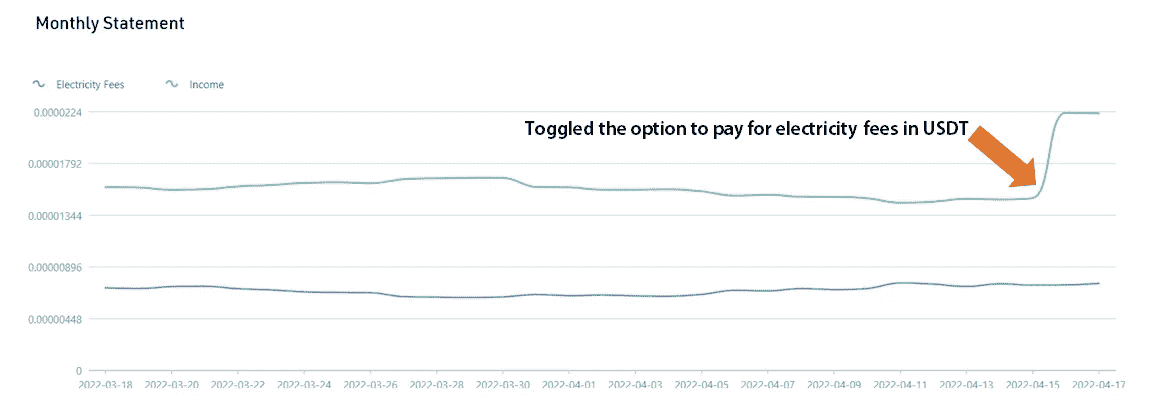 Monthly Statement
Electricity Fees
Income
0.0000224
Toggled the option to pay for electricity fees in USDT
0.00001792
0.00001344
0.00000896
0.00000448
0
2022-03-18 2022-03-20 2022-03-22 2022-03-24 2022-03-26 2022-03-28 2022-03-30 2022-04-01 2022-04-03 2022-04-05 2022-04-07 2022-04-09 2022-04-11 2022-04-13 2022-04-15 2022-04-17